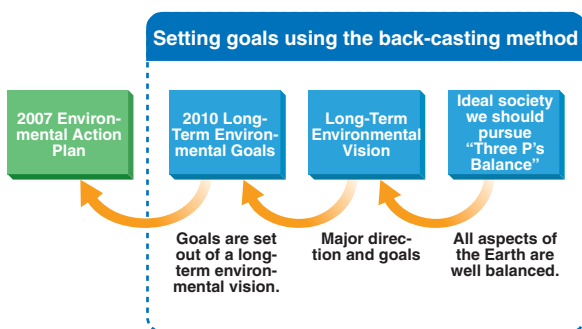 Setting goals using the back-casting method
2007 Environ-
mental Action
Plan
2010 Long-
Term Environ-
mental Goals
Long-Term
Environmental
Vision
Ideal society
we should
pursue
“Three P’s
Balance”
Goals are set
out of a long-
term environ-
mental vision.
Major direc-
tion and goals
All aspects of
the Earth are
well balanced.